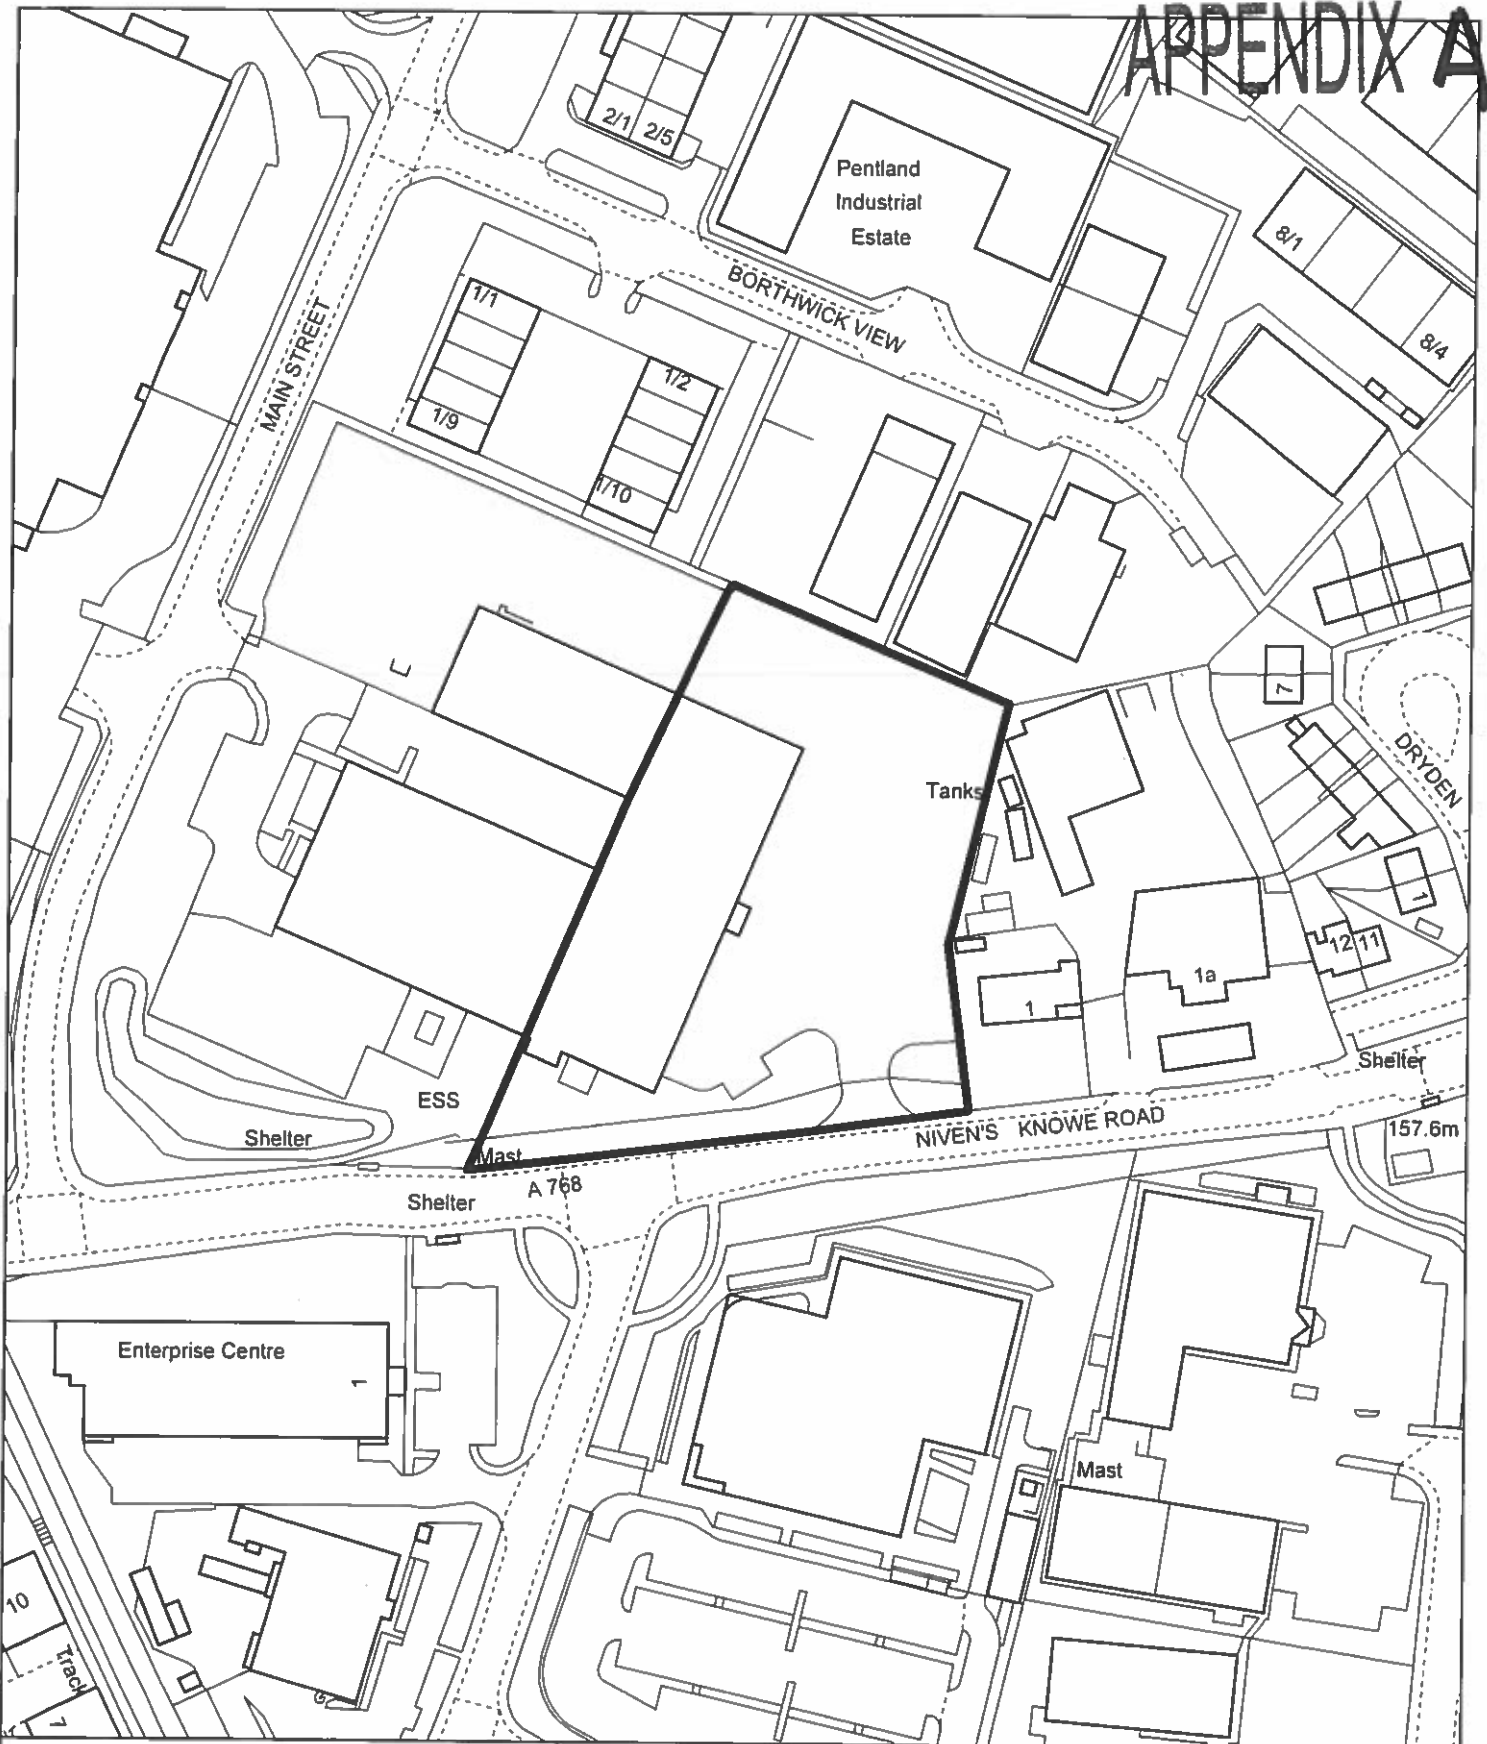 APPENDIX A
2/1
2/5
Pentland
Industrial
Estate
8/1
8/4
BORTHWICK VIEW
MAIN STREET
1/1
1/2
1/9
1/10
7
DRYDEN
Tanks
1
12
11
1a
1
Shelter
ESS
Shelter
Mast
NIVEN'S KNOWE ROAD
157.6m
A 768
Shelter
Enterprise Centre
1
Mast
10
Track
7